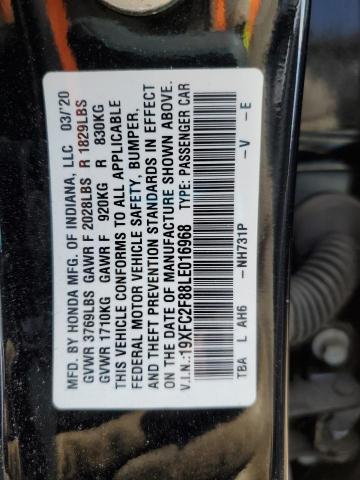 MFD. BY HONDA MFG. OF INDIANA, LLC 03/'20
GVWR 3769LBS GAWR F 2028LBS R 1829LBS
GVWR 1710KG GAWR F 920KG R 830KG
THIS VEHICLE CONFORMS TO ALL APPLICABLE
FEDERAL MOTOR VEHICLE SAFETY, BUMPER,
AND THEFT PREVENTION STANDARDS IN EFFECT
ON THE DATE OF MANUFACTURE SHOWN ABOVE.
V.I.N.:19XFC2F88LE016968 TYPE: PASSENGER CAR
TBA L AH6 -NH731P -V -E